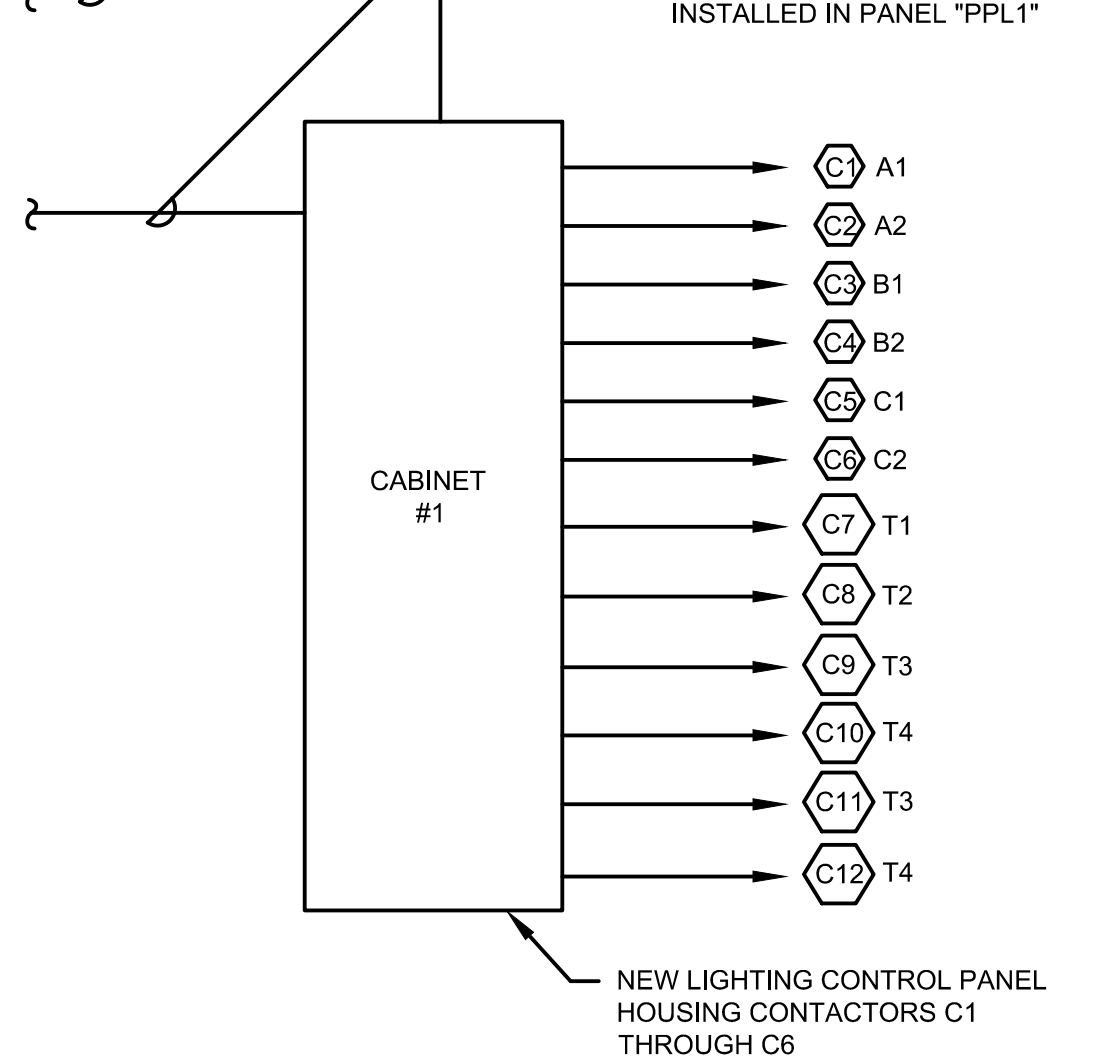 INSTALLED IN PANEL "PPL1"
C1 A1
C2 A2
C3 B1
C4 B2
C5 C1
C6 C2
CABINET
#1
C7 T1
C8 T2
C9 T3
C10 T4
C11 T3
C12 T4
NEW LIGHTING CONTROL PANEL
HOUSING CONTACTORS C1
THROUGH C6